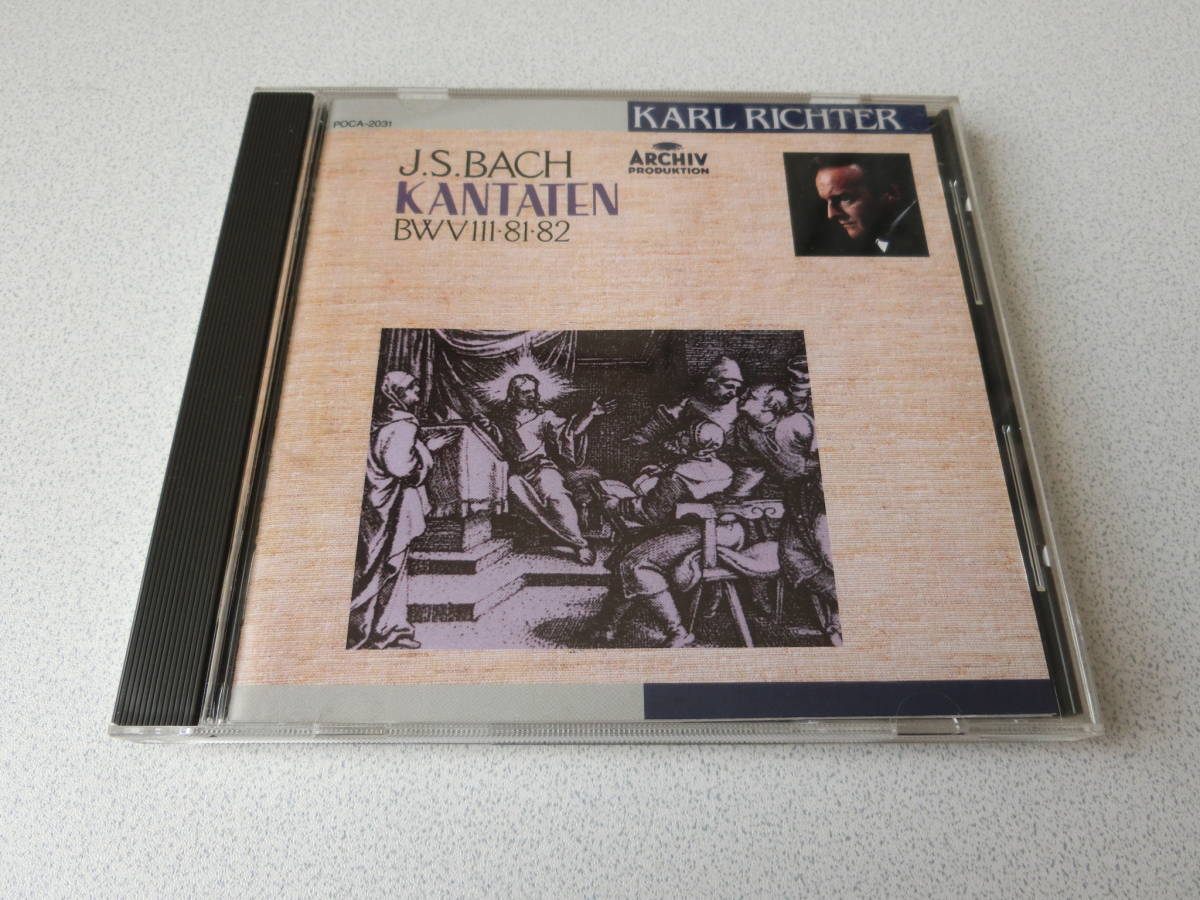 POCA-2031
KARL RICHTER
J.S.BACH
KANTATEN
BWV111·81·82
ARCHIV
PRODUKTION